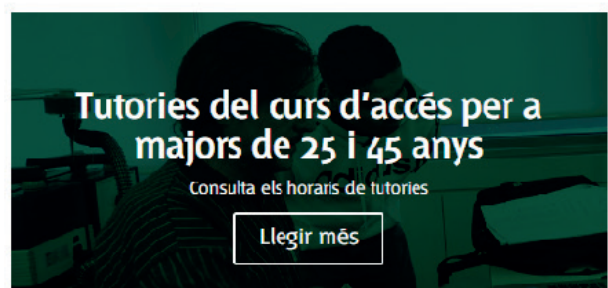 Tutories del curs d'accés per a
majors de 25 i 45 anys
Consulta els horaris de tutories
Llegir més